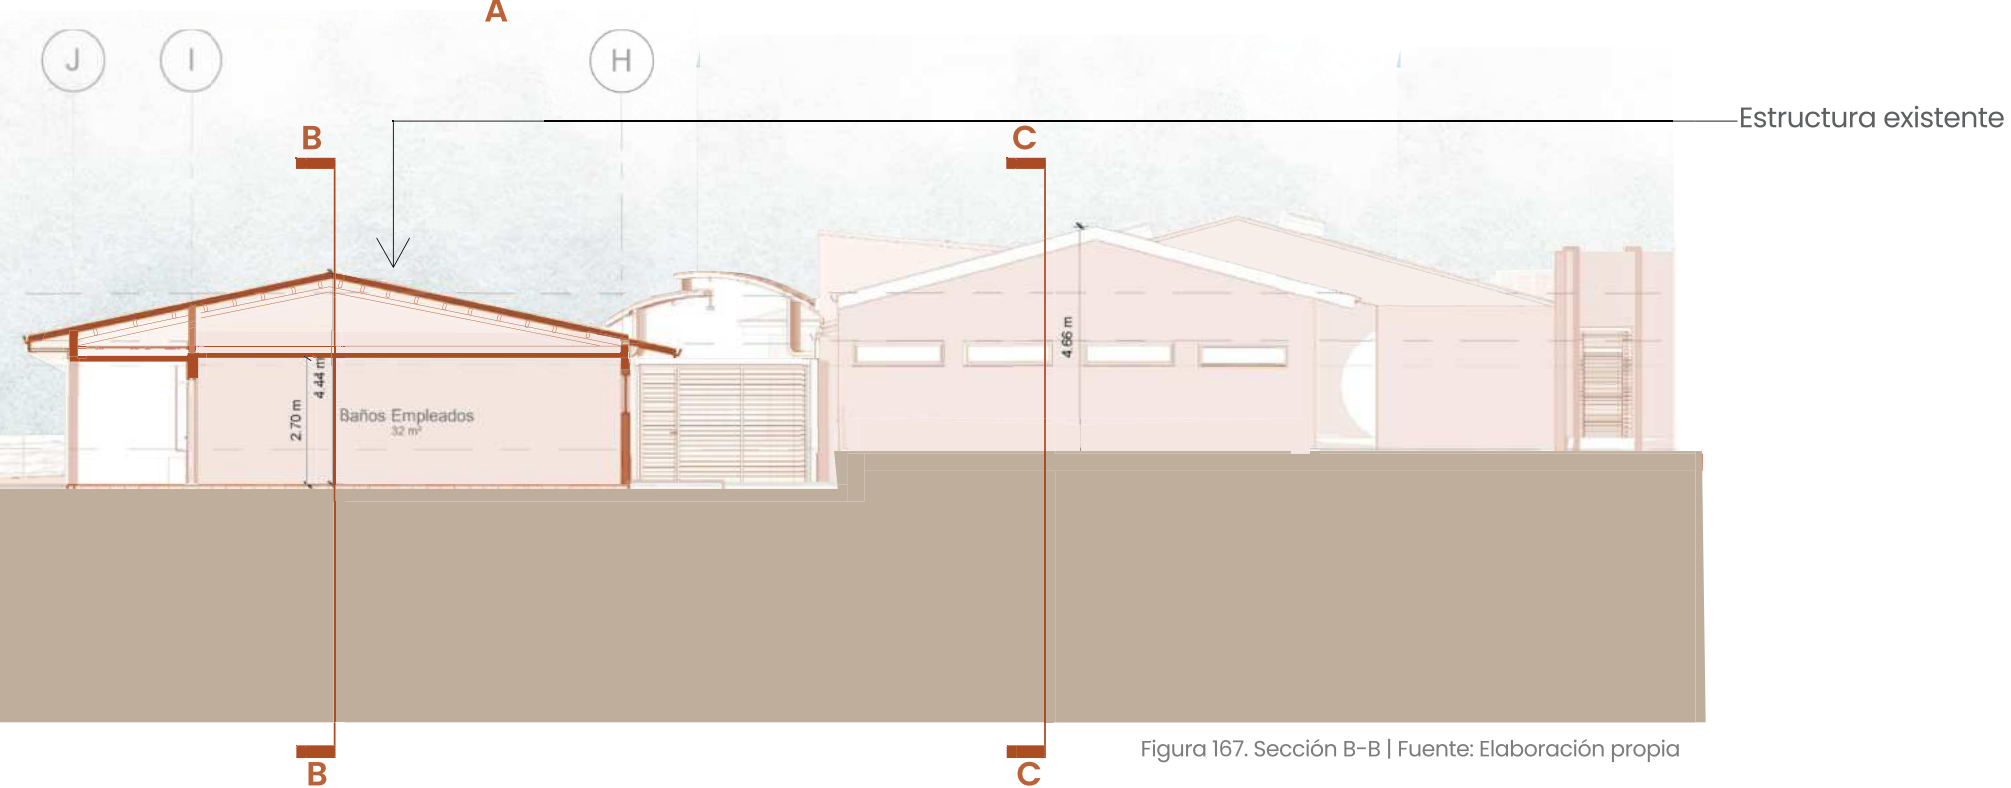 A
J
I
H
Estructura existente
B
C
4.66 m
4.44 m
2.70 m
Baños Empleados
32 m²
Figura 167. Sección B-B | Fuente: Elaboración propia
B
C